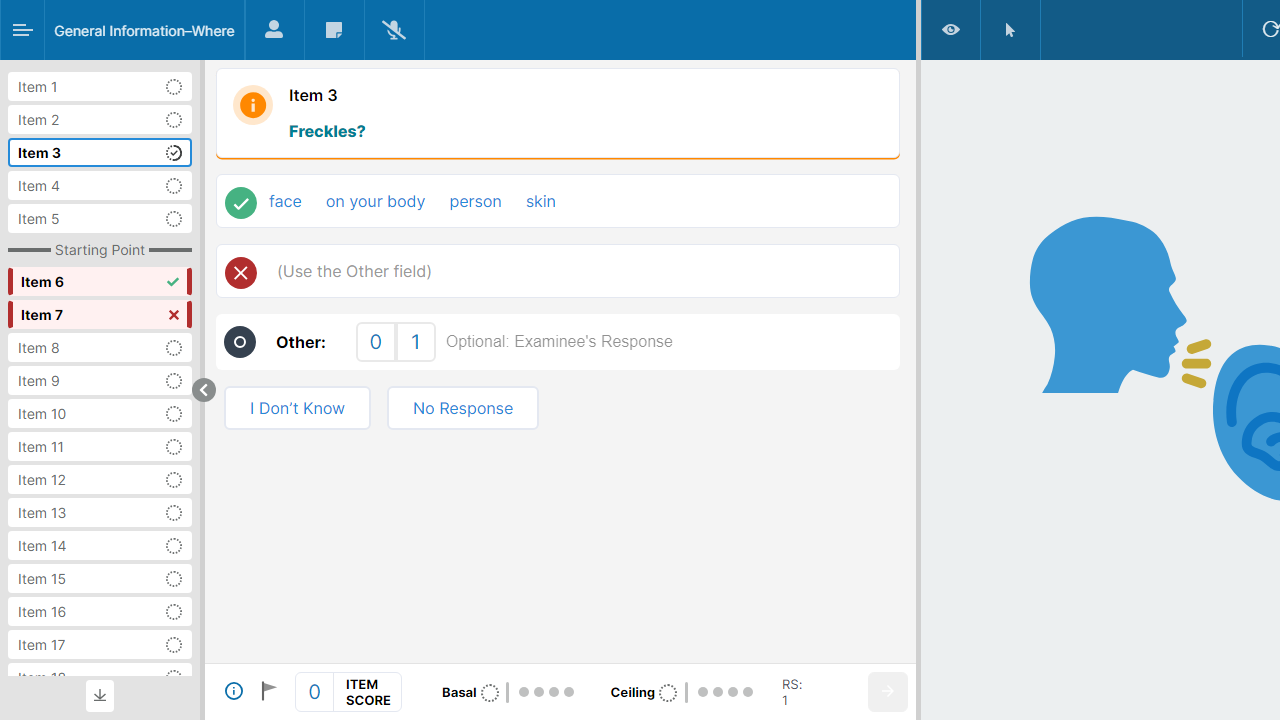 General Information–Where
Item 1
Item 2
Item 3
Item 4
Item 5
Starting Point
Item 6
Item 7
Item 8
Item 9
Item 10
Item 11
Item 12
Item 13
Item 14
Item 15
Item 16
Item 17
Item 18
Item 3
Freckles?
face on your body person skin
(Use the Other field)
Other: 0 1 Optional: Examinee's Response
I Don’t Know No Response
0 ITEM SCORE
Basal
Ceiling
RS:
1